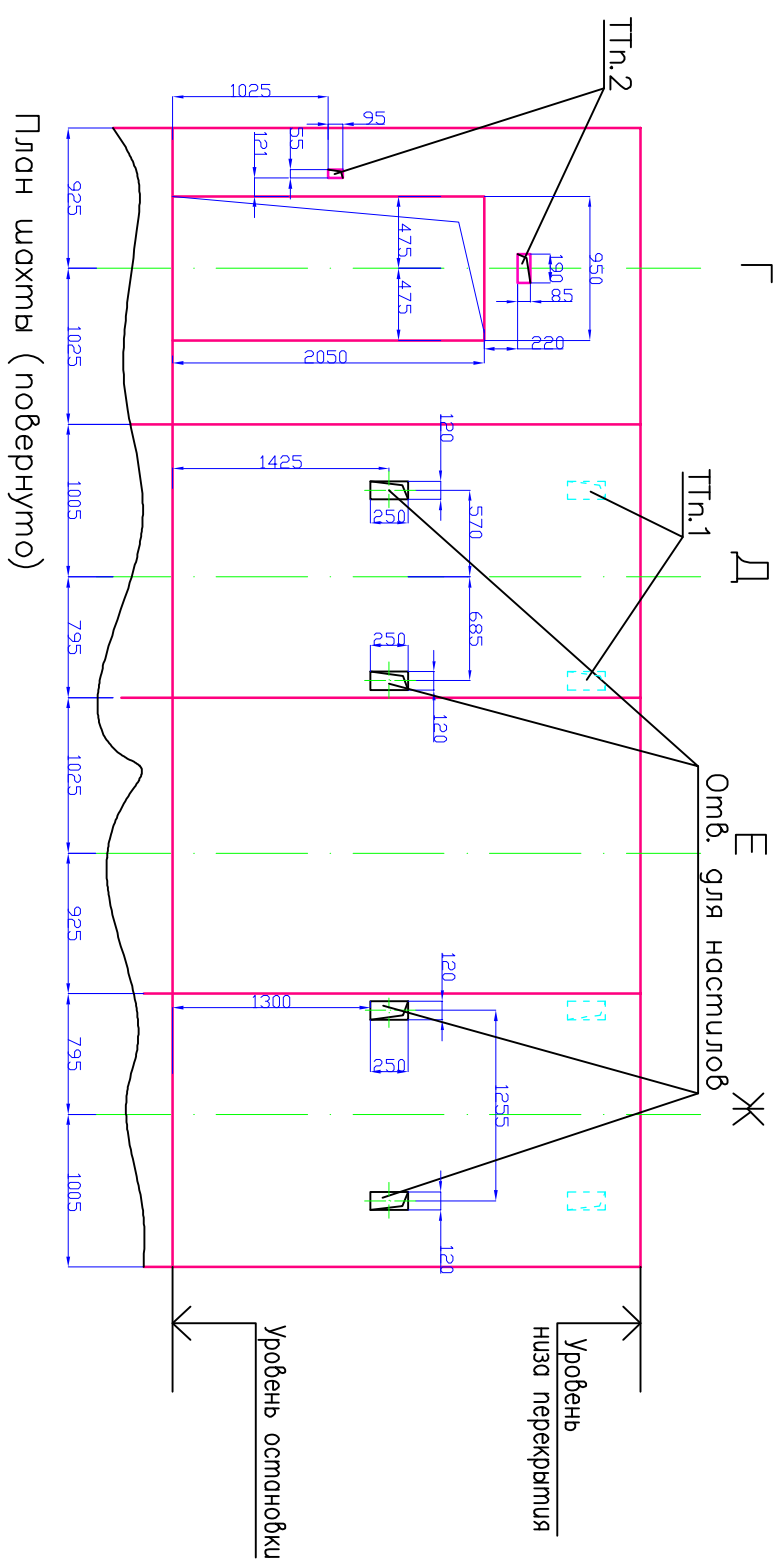 ТТп.2
Г
ТТп.1
Д
Е
Отв. для настилов
Ж
1025
95
55
121
475
475
950
190
85
220
2050
1425
120
250
570
685
250
120
1300
120
250
1255
120
925
1025
1005
795
1025
925
795
1005
Уровень
низа перекрытия
Уровень остановки
План шахты (повернуто)